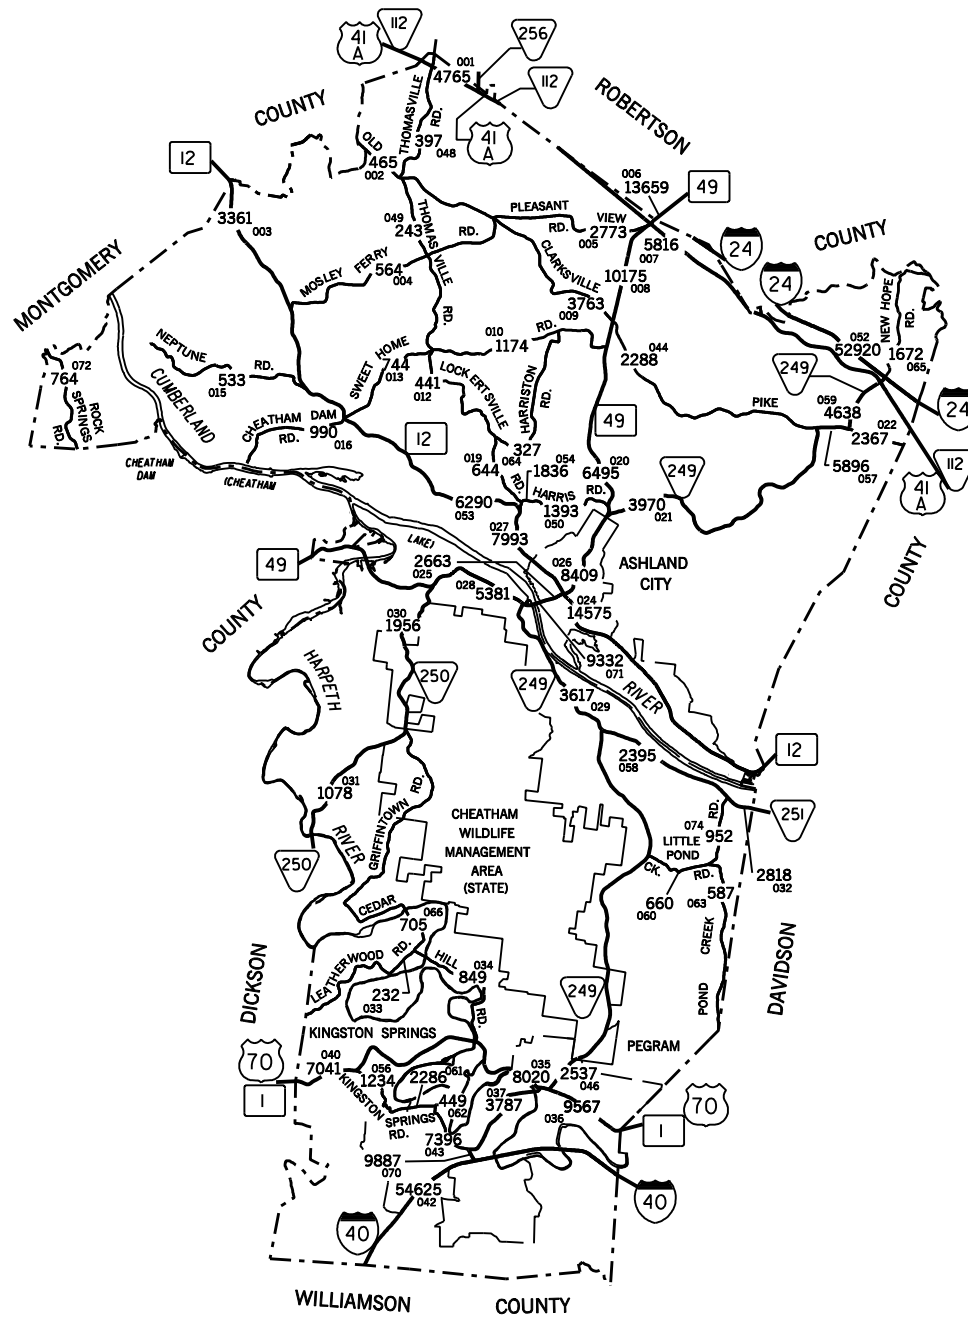 112
41
A
256
001
4765
112
COUNTY
ROBERTSON
THOMASVILLE
RD.
OLD
397
048
41
A
12
465
002
006
13659
49
3361
003
049
243
THOMASVILLE
RD.
PLEASANT
VIEW
RD.
2773
005
5816
007
24
COUNTY
MONTGOMERY
MOSLEY FERRY
RD.
564
004
CLARKSVILLE
10175
008
24
3763
009
NEW HOPE
RD.
NEPTUNE
RD.
533
015
SWEET HOME
RD.
744
013
010
1174
2288
044
052
52920
1672
065
072
764
ROCK
SPRINGS
RD.
CUMBERLAND
441
012
LOCKERTSVILLE
RD.
HARRISTON
RD.
249
24
CHEATHAM DAM
RD.
990
016
PIKE
059
4638
022
2367
12
49
327
064
019
644
054
1836
6495
020
249
5896
057
112
CHEATHAM
DAM
(CHEATHAM
LAKE)
6290
053
HARRIS
RD.
1393
050
3970
021
41
A
027
7993
49
2663
025
026
8409
ASHLAND
CITY
COUNTY
028
5381
024
14575
COUNTY
030
1956
HARPETH
9332
071
250
249
3617
029
RIVER
2395
058
12
031
1078
GRIFFINTOWN
RD.
CHEATHAM
WILDLIFE
MANAGEMENT
AREA
(STATE)
251
RIVER
250
074
952
RD.
LITTLE
POND
CK.
RD.
2818
032
660
060
063
587
CEDAR
705
066
POND CREEK
DICKSON
LEATHERWOOD
RD.
HILL
RD.
034
849
DAVIDSON
232
033
249
KINGSTON SPRINGS
PEGRAM
70
040
7041
1
056
1234
2286
061
KINGSTON
SPRINGS
RD.
449
062
035
8020
2537
046
037
3787
9567
036
70
1
7396
043
9887
070
54625
042
40
40
WILLIAMSON
COUNTY